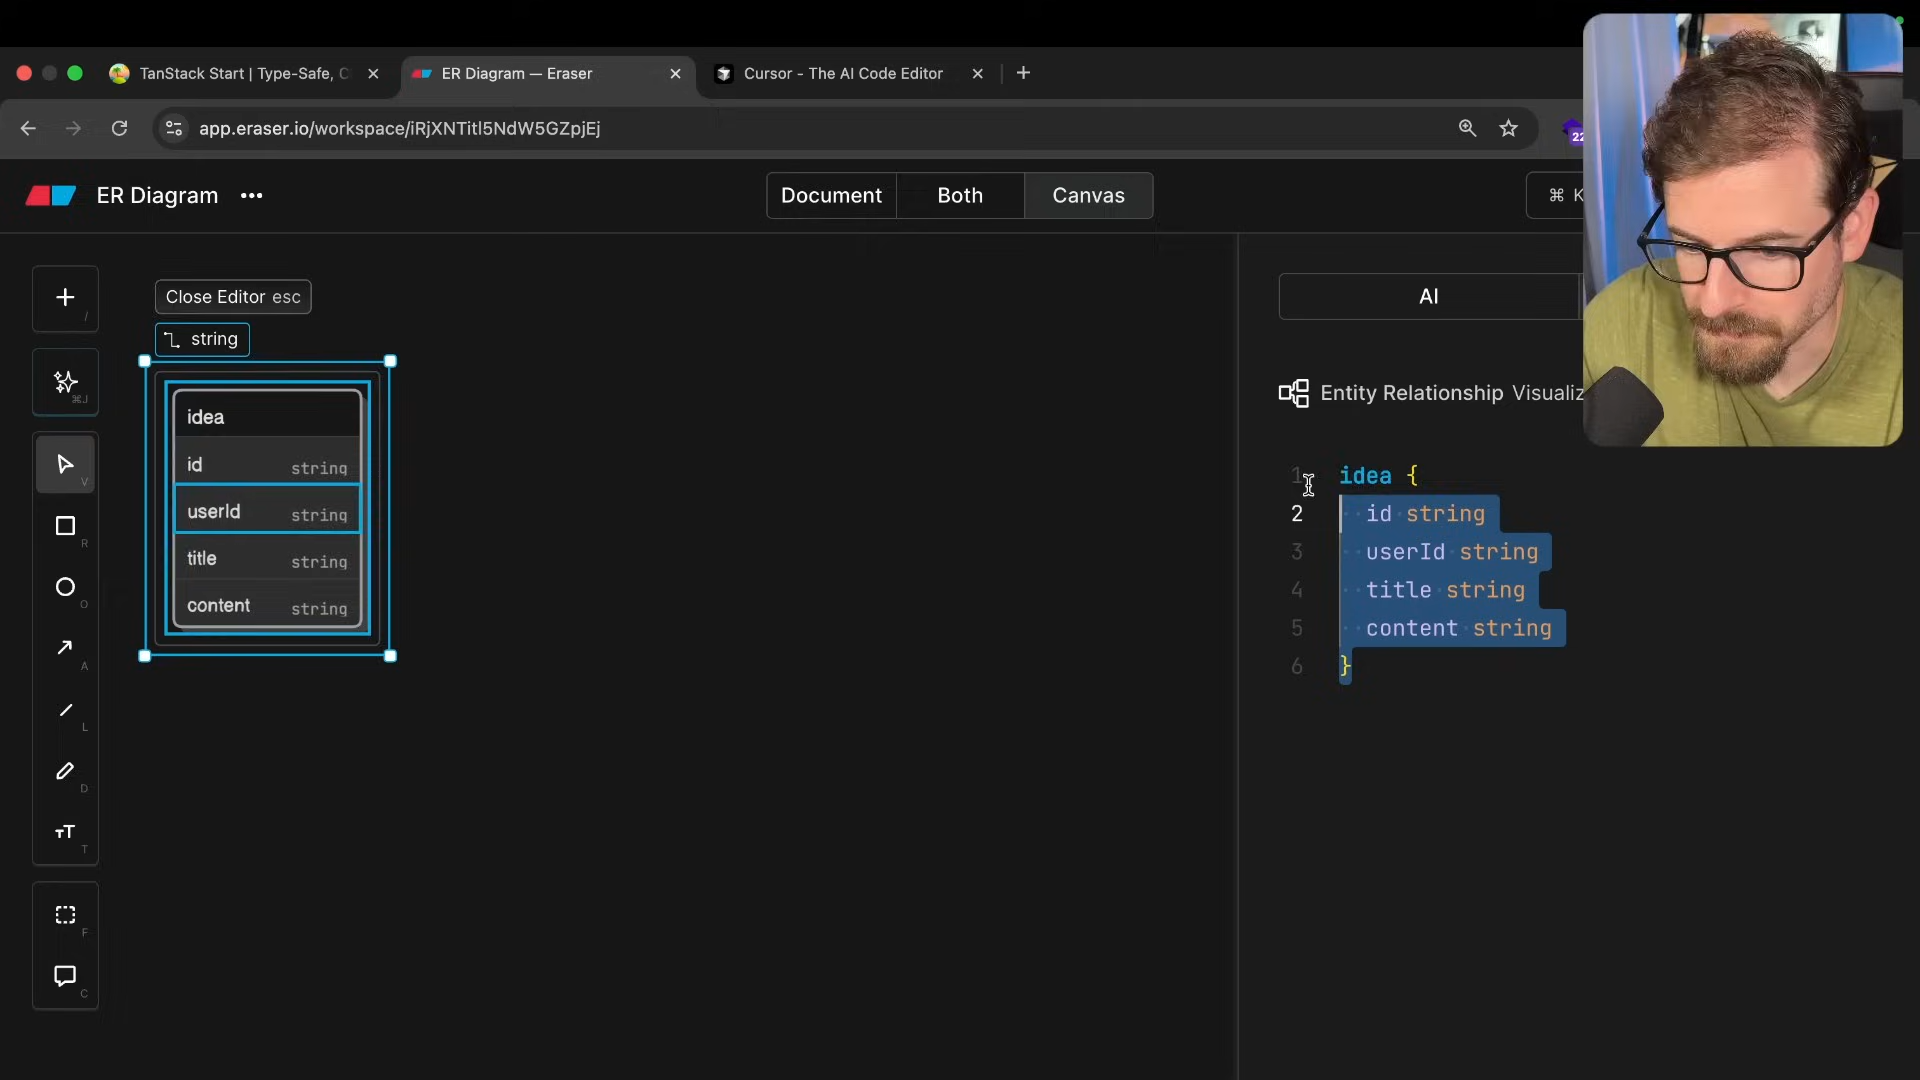 TanStack Start | Type-Safe, C
ER Diagram — Eraser
Cursor - The AI Code Editor
app.eraser.io/workspace/iRjXNTitl5NdW5GZpjEj
22
ER Diagram
Document
Both
Canvas
⌘ K
Close Editor esc
string
/
⌘J
V
R
O
A
L
D
T
F
C
idea
id string
userId string
title string
content string
AI
Entity Relationship Visualiz
1 idea {
2 id string
3 userId string
4 title string
5 content string
6 }